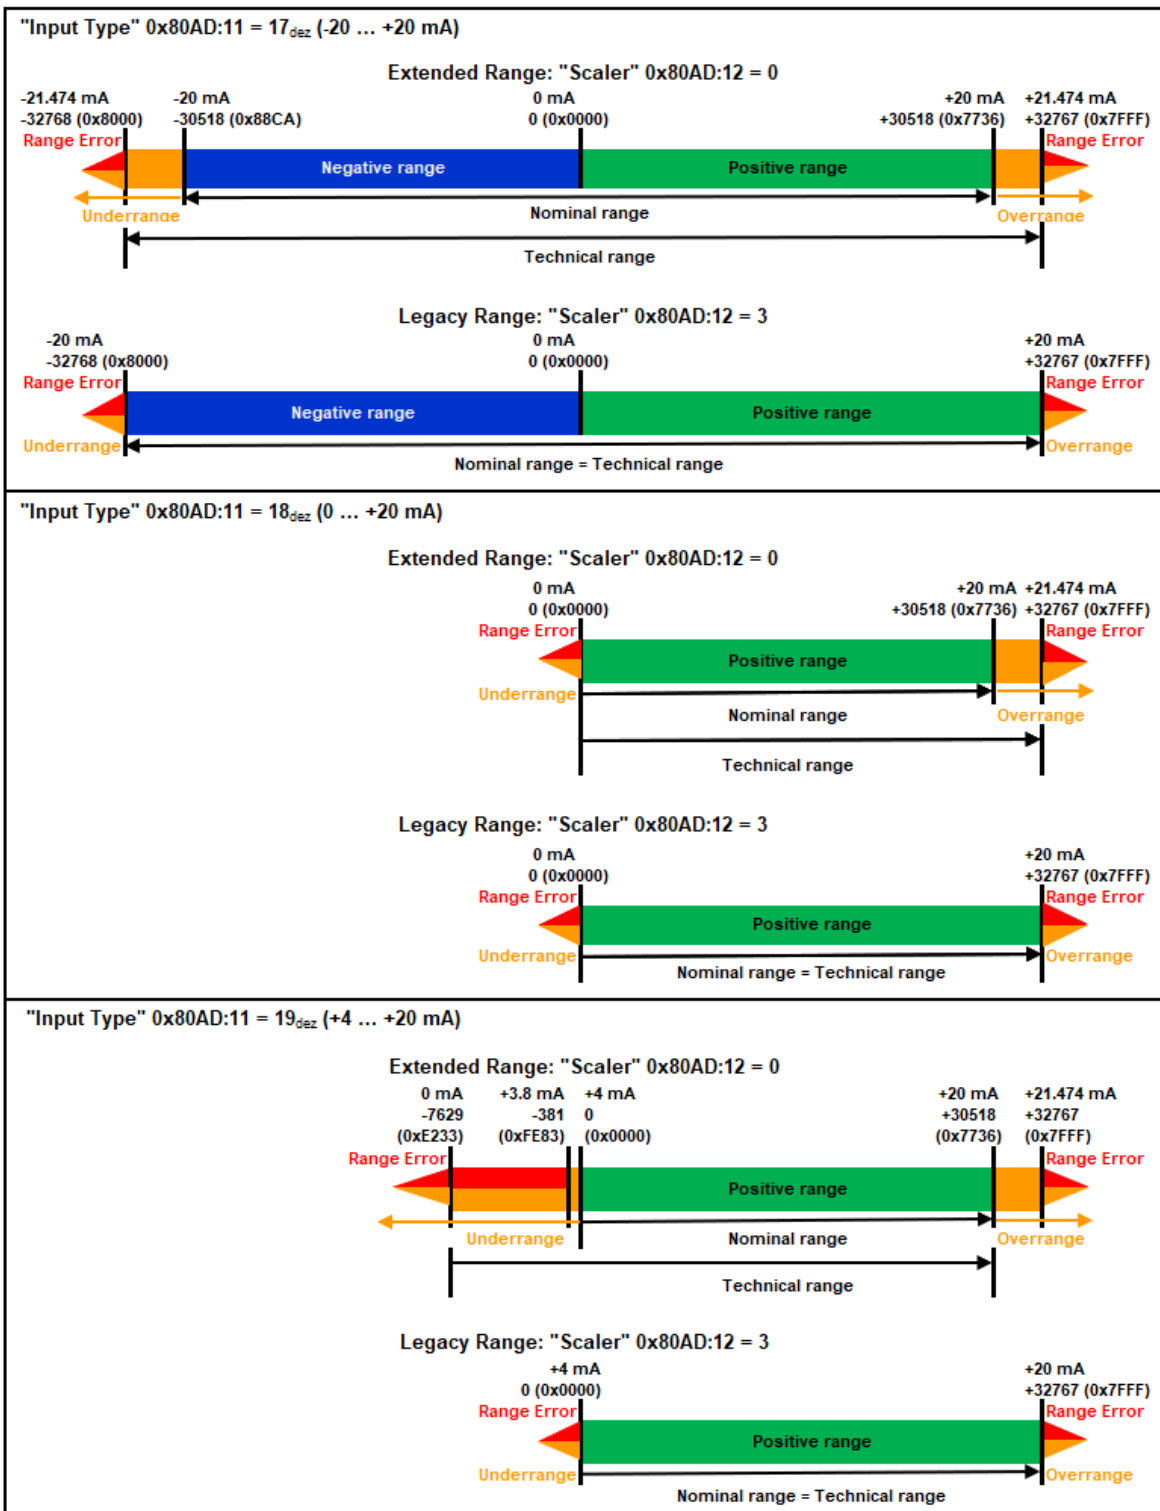 "Input Type" 0x80AD:11 = 17dez (-20 ... +20 mA)
Extended Range: "Scaler" 0x80AD:12 = 0
-21.474 mA -20 mA 0 mA +20 mA +21.474 mA
-32768 (0x8000) -30518 (0x88CA) 0 (0x0000) +30518 (0x7736) +32767 (0x7FFF)
Range Error Range Error
Negative range Positive range
Underrange Nominal range Overrange
Technical range
Legacy Range: "Scaler" 0x80AD:12 = 3
-20 mA 0 mA +20 mA
-32768 (0x8000) 0 (0x0000) +32767 (0x7FFF)
Range Error Range Error
Negative range Positive range
Underrange Overrange
Nominal range = Technical range
"Input Type" 0x80AD:11 = 18dez (0 ... +20 mA)
Extended Range: "Scaler" 0x80AD:12 = 0
0 mA +20 mA +21.474 mA
0 (0x0000) +30518 (0x7736) +32767 (0x7FFF)
Range Error Range Error
Positive range
Underrange Nominal range Overrange
Technical range
Legacy Range: "Scaler" 0x80AD:12 = 3
0 mA +20 mA
0 (0x0000) +32767 (0x7FFF)
Range Error Range Error
Positive range
Underrange Overrange
Nominal range = Technical range
"Input Type" 0x80AD:11 = 19dez (+4 ... +20 mA)
Extended Range: "Scaler" 0x80AD:12 = 0
0 mA +3.8 mA +4 mA +20 mA +21.474 mA
-7629 -381 0 +30518 +32767
(0xE233) (0xFE83) (0x0000) (0x7736) (0x7FFF)
Range Error Range Error
Positive range
Underrange Nominal range Overrange
Technical range
Legacy Range: "Scaler" 0x80AD:12 = 3
+4 mA +20 mA
0 (0x0000) +32767 (0x7FFF)
Range Error Range Error
Positive range
Underrange Overrange
Nominal range = Technical range